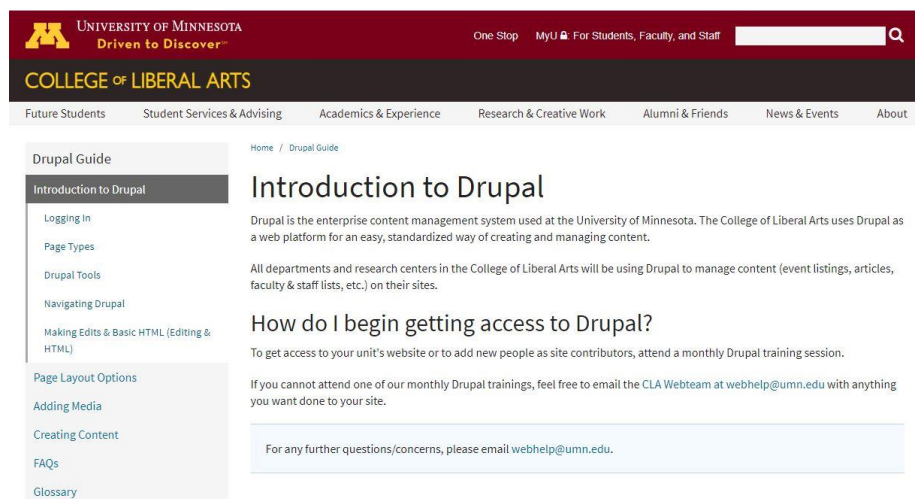 UNIVERSITY OF MINNESOTA
Driven to Discover℠
One Stop MyU : For Students, Faculty, and Staff
COLLEGE OF LIBERAL ARTS
Future Students Student Services & Advising Academics & Experience Research & Creative Work Alumni & Friends News & Events About
Drupal Guide
Introduction to Drupal
Logging In
Page Types
Drupal Tools
Navigating Drupal
Making Edits & Basic HTML (Editing &
HTML)
Page Layout Options
Adding Media
Creating Content
FAQs
Glossary
Home / Drupal Guide
Introduction to Drupal
Drupal is the enterprise content management system used at the University of Minnesota. The College of Liberal Arts uses Drupal as
a web platform for an easy, standardized way of creating and managing content.
All departments and research centers in the College of Liberal Arts will be using Drupal to manage content (event listings, articles,
faculty & staff lists, etc.) on their sites.
How do I begin getting access to Drupal?
To get access to your unit's website or to add new people as site contributors, attend a monthly Drupal training session.
If you cannot attend one of our monthly Drupal trainings, feel free to email the CLA Webteam at webhelp@umn.edu with anything
you want done to your site.
For any further questions/concerns, please email webhelp@umn.edu.